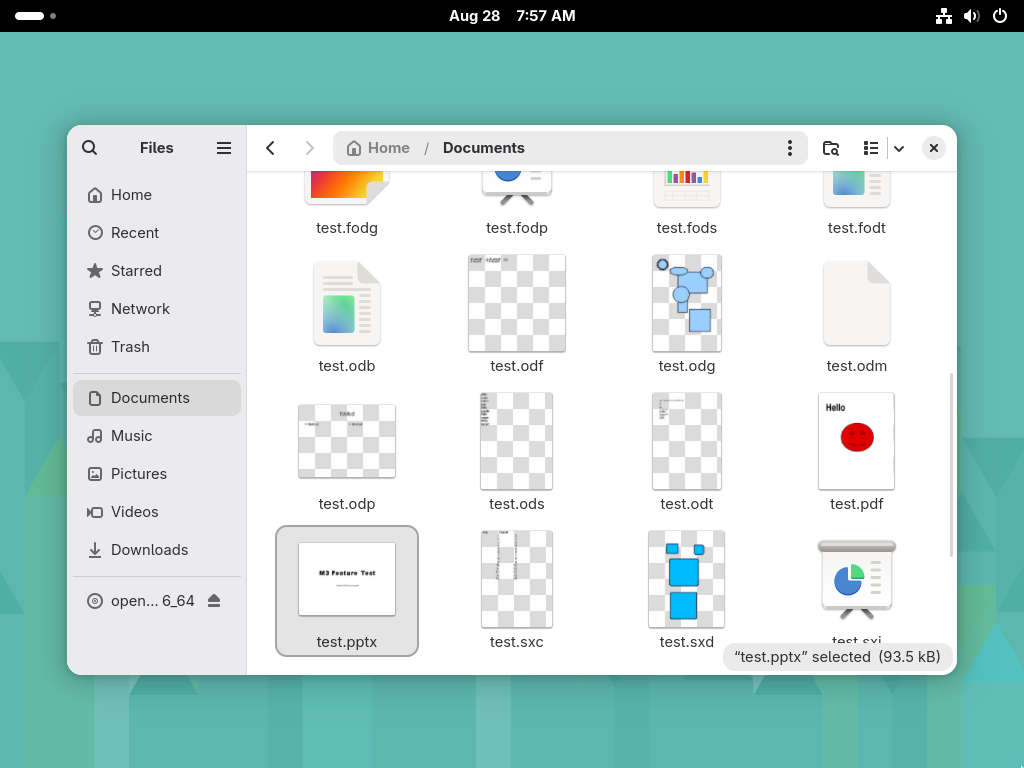 Aug 28 7:57 AM
Files
Home / Documents
Home
Recent
Starred
Network
Trash
Documents
Music
Pictures
Videos
Downloads
open... 6_64
test.fodg
test.fodp
test.fods
test.fodt
test.odb
test.odf
test.odg
test.odm
Hello
test.odp
test.ods
test.odt
test.pdf
M3 Feature Test
test.pptx
test.sxc
test.sxd
test.sxi
“test.pptx” selected (93.5 kB)